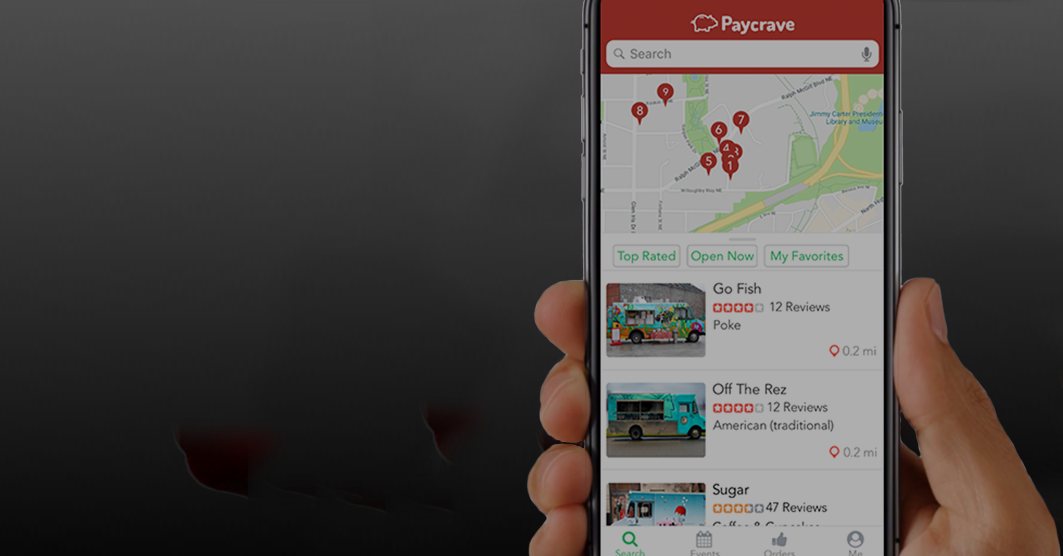 Paycrave
Search
9
8
7
6
4
3
5
1
Ralph McGill Blvd NE
Jimmy Carter Presidential
Library and Museum
Willoughby Way NE
Top Rated
Open Now
My Favorites
Go Fish
12 Reviews
Poke
0.2 mi
Off The Rez
12 Reviews
American (traditional)
0.2 mi
Sugar
47 Reviews
Coffee & Cupcakes
Search
Events
Orders
Me